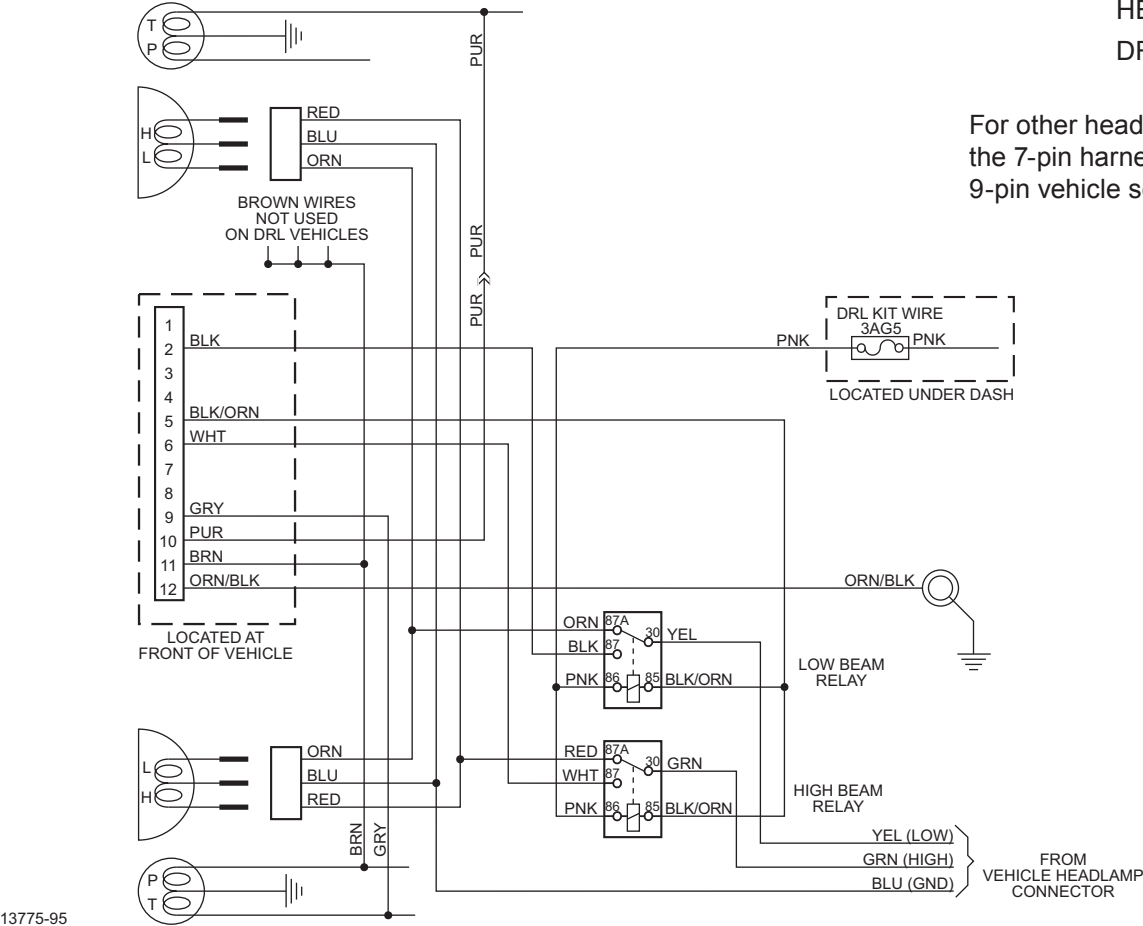 HE
DR
For other head
the 7-pin harne
9-pin vehicle s
T
P
PUR
H
L
RED
BLU
ORN
BROWN WIRES
NOT USED
ON DRL VEHICLES
PUR
PUR
DRL KIT WIRE
3AG5
PNK
PNK
LOCATED UNDER DASH
1
2
3
4
5
6
7
8
9
10
11
12
BLK
BLK/ORN
WHT
GRY
PUR
BRN
ORN/BLK
ORN/BLK
LOCATED AT
FRONT OF VEHICLE
ORN
BLK
PNK
87A
87
86
30
85
YEL
BLK/ORN
LOW BEAM
RELAY
RED
WHT
PNK
87A
87
86
30
85
GRN
BLK/ORN
HIGH BEAM
RELAY
L
H
ORN
BLU
RED
BRN
GRY
P
T
YEL (LOW)
GRN (HIGH)
BLU (GND)
FROM
VEHICLE HEADLAMP
CONNECTOR
13775-95